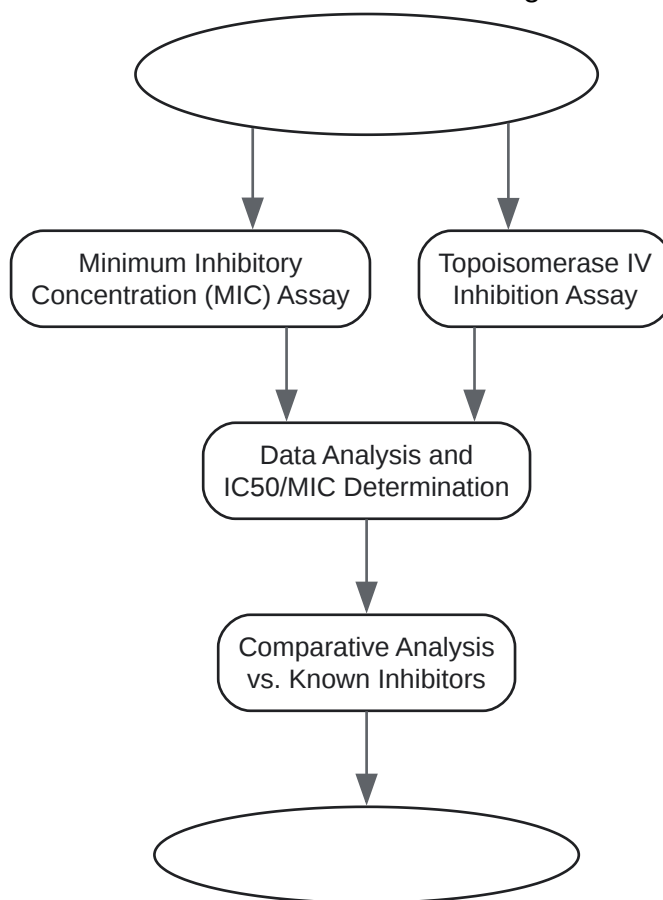 Minimum Inhibitory
Concentration (MIC) Assay
Topoisomerase IV
Inhibition Assay
Data Analysis and
IC50/MIC Determination
Comparative Analysis
vs. Known Inhibitors